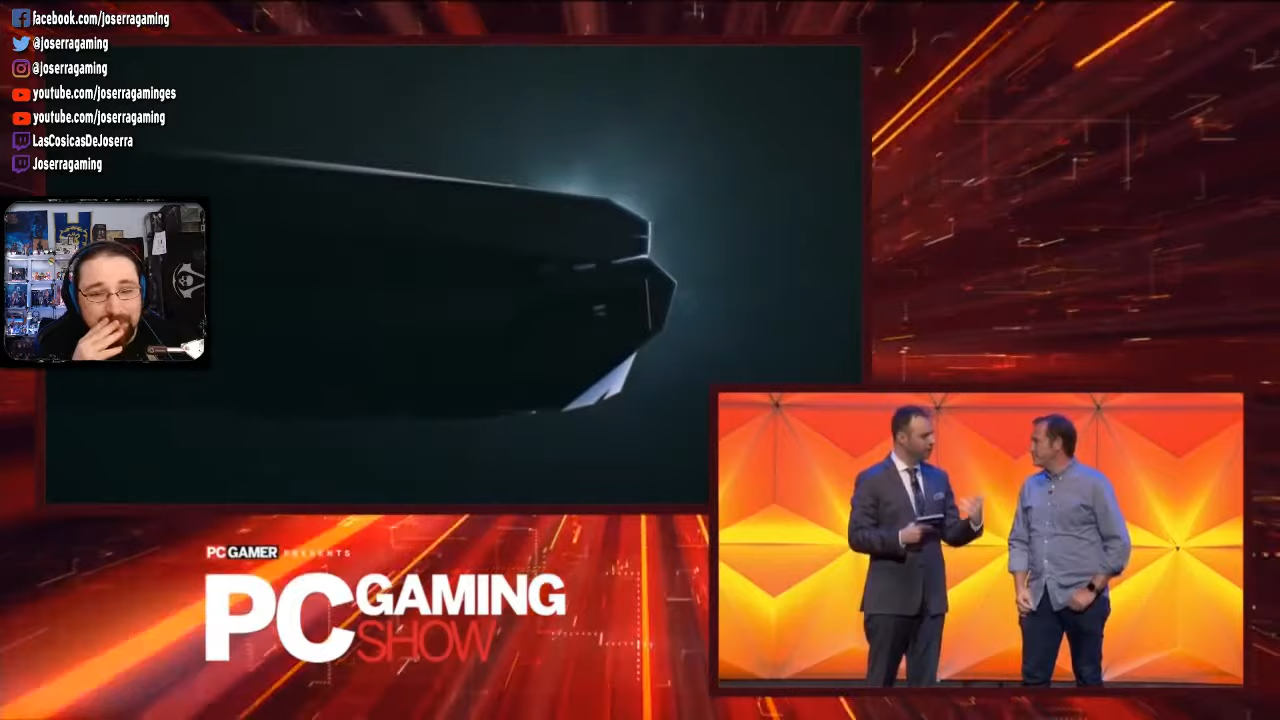 facebook.com/joserragaming
@joserragaming
@joserragaming
youtube.com/joserragaminges
youtube.com/joserragaming
LasCosicasDeJoserra
Joserragaming
PC GAMER PRESENTS
PC GAMING
SHOW